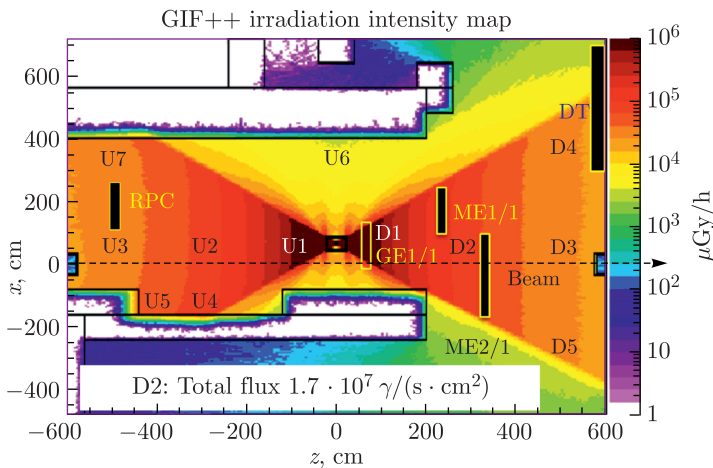 GIF++ irradiation intensity map
600
400
200
0
−200
−400
x, cm
−600
−400
−200
0
200
400
600
z, cm
U7
U6
DT
D4
RPC
ME1/1
U3
U2
U1
D1
GE1/1
D2
D3
Beam
U5
U4
ME2/1
D5
D2: Total flux 1.7 · 10⁷ γ/(s · cm²)
10⁶
10⁵
10⁴
10³
10²
10
1
μGy/h